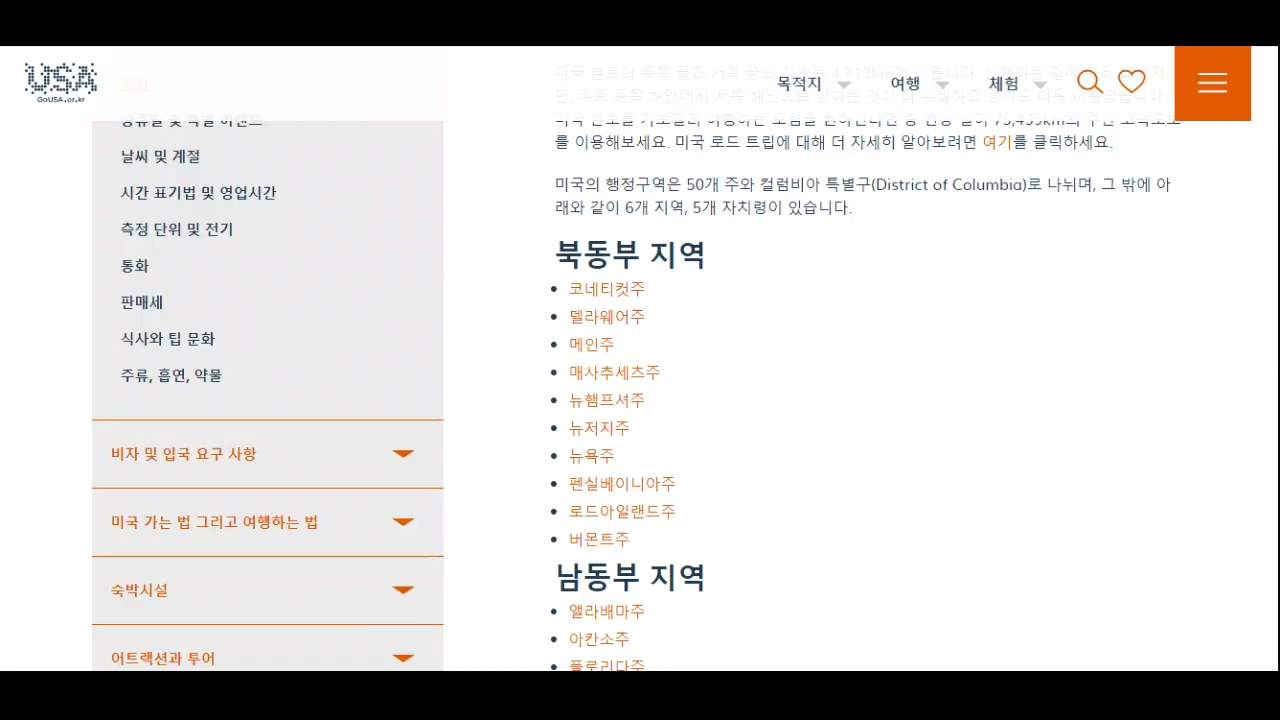 USA
GoUSA.or.kr
목적지
여행
체험
날씨 및 계절
시간 표기법 및 영업시간
측정 단위 및 전기
통화
판매세
식사와 팁 문화
주류, 흡연, 약물
비자 및 입국 요구 사항
미국 가는 법 그리고 여행하는 법
숙박시설
어트랙션과 투어
를 이용해보세요. 미국 로드 트립에 대해 더 자세히 알아보려면 여기를 클릭하세요.
미국의 행정구역은 50개 주와 컬럼비아 특별구(District of Columbia)로 나뉘며, 그 밖에 아
래와 같이 6개 지역, 5개 자치령이 있습니다.
북동부 지역
코네티컷주
델라웨어주
메인주
매사추세츠주
뉴햄프셔주
뉴저지주
뉴욕주
펜실베이니아주
로드아일랜드주
버몬트주
남동부 지역
앨라배마주
아칸소주
플로리다주